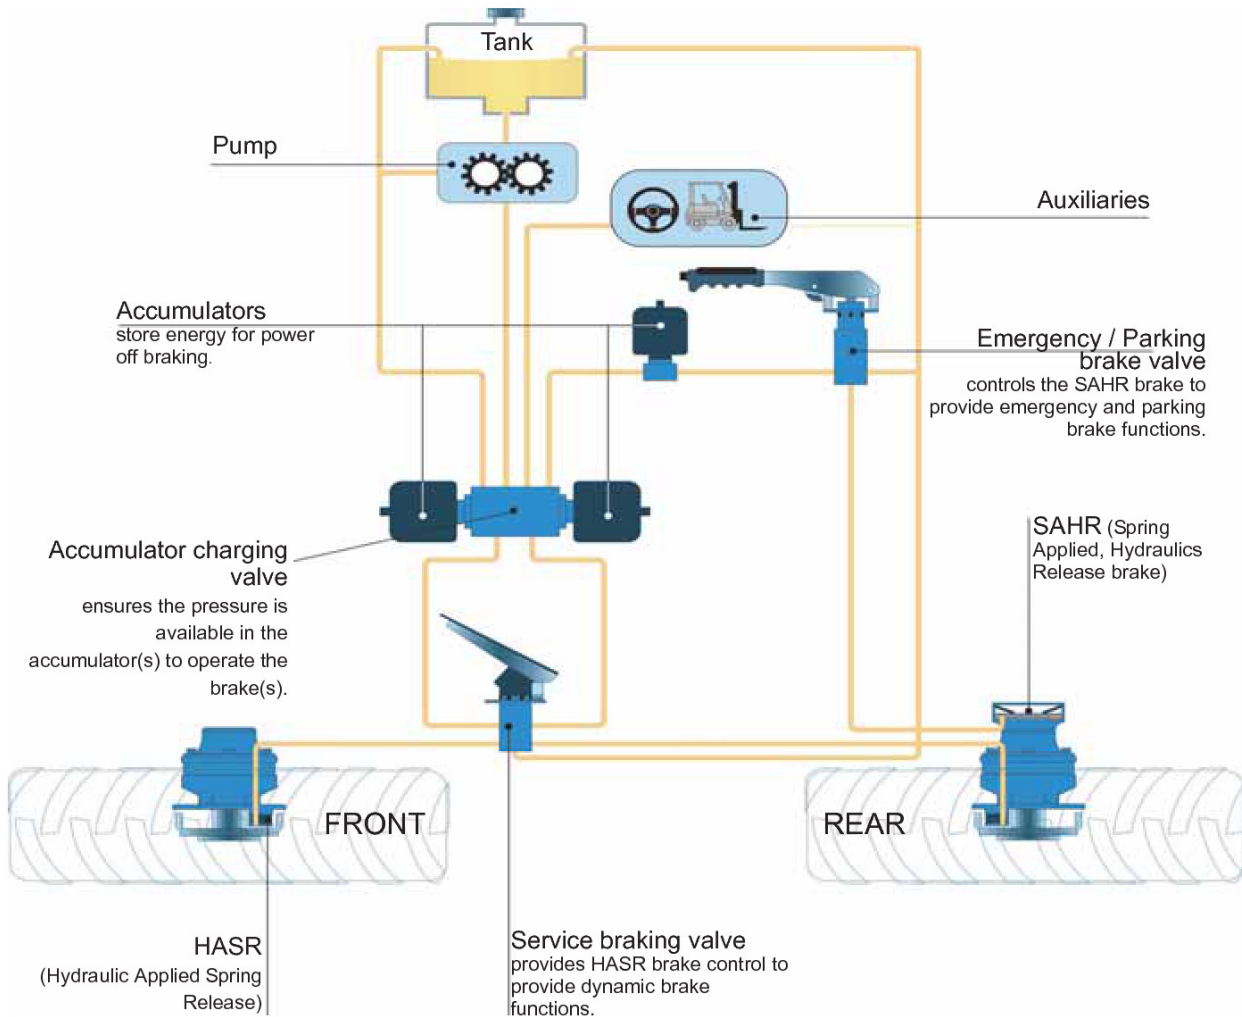 Tank
Pump
Auxiliaries
Accumulators
store energy for power
off braking.
Emergency / Parking
brake valve
controls the SAHR brake to
provide emergency and parking
brake functions.
Accumulator charging
valve
ensures the pressure is
available in the
accumulator(s) to operate the
brake(s).
SAHR (Spring
Applied, Hydraulics
Release brake)
FRONT
REAR
HASR
(Hydraulic Applied Spring
Release)
Service braking valve
provides HASR brake control to
provide dynamic brake
functions.